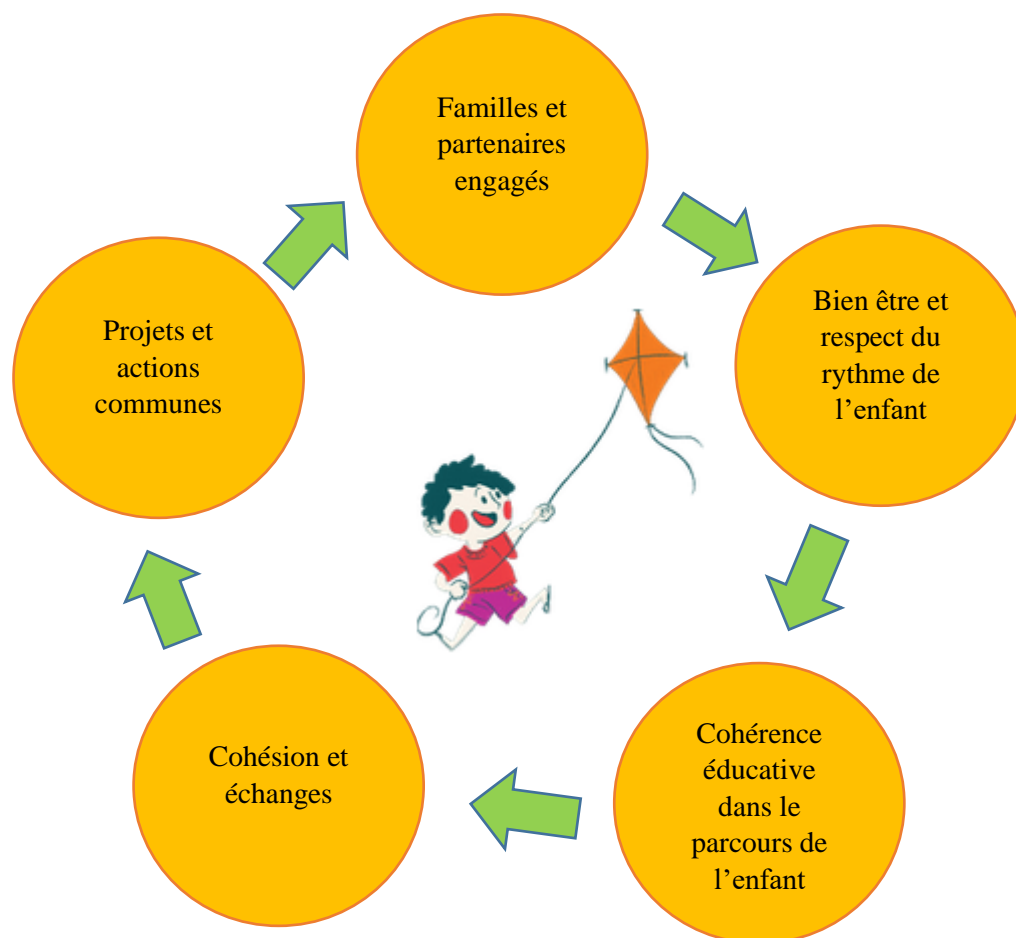 Familles et
partenaires
engagés
Bien être et
respect du
rythme de
l’enfant
Cohérence
éducative
dans le
parcours de
l’enfant
Cohésion et
échanges
Projets et
actions
communes